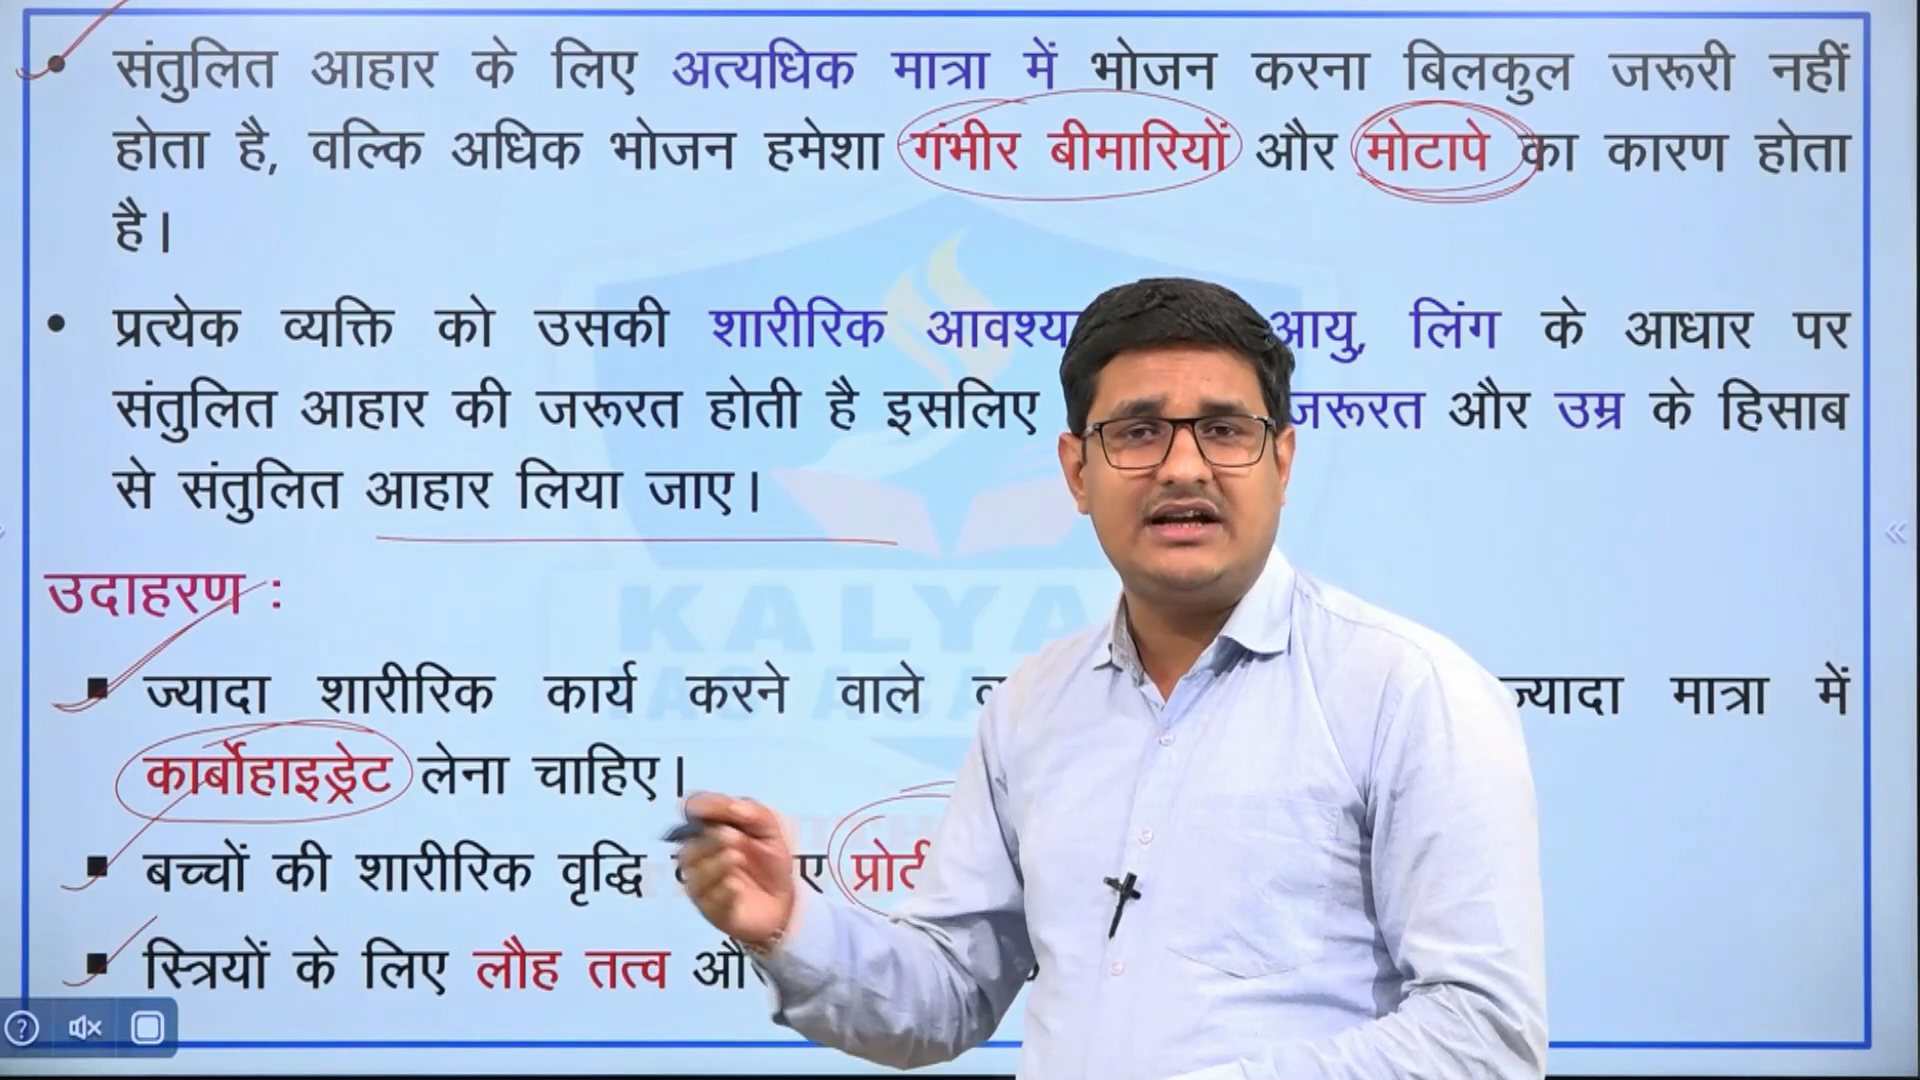 संतुलित आहार के लिए अत्यधिक मात्रा में भोजन करना बिलकुल जरूरी नहीं
होता है, वल्कि अधिक भोजन हमेशा गंभीर बीमारियों और मोटापे का कारण होता
है।
प्रत्येक व्यक्ति को उसकी शारीरिक आयु, लिंग के आधार पर
संतुलित आहार की जरूरत होती है इसलिए जरूरत और उम्र के हिसाब
से संतुलित आहार लिया जाए।
उदाहरण :
ज्यादा शारीरिक कार्य करने वाले ज्यादा मात्रा में
कार्बोहाइड्रेट लेना चाहिए।
बच्चों की शारीरिक वृद्धि
स्त्रियों के लिए लौह तत्व